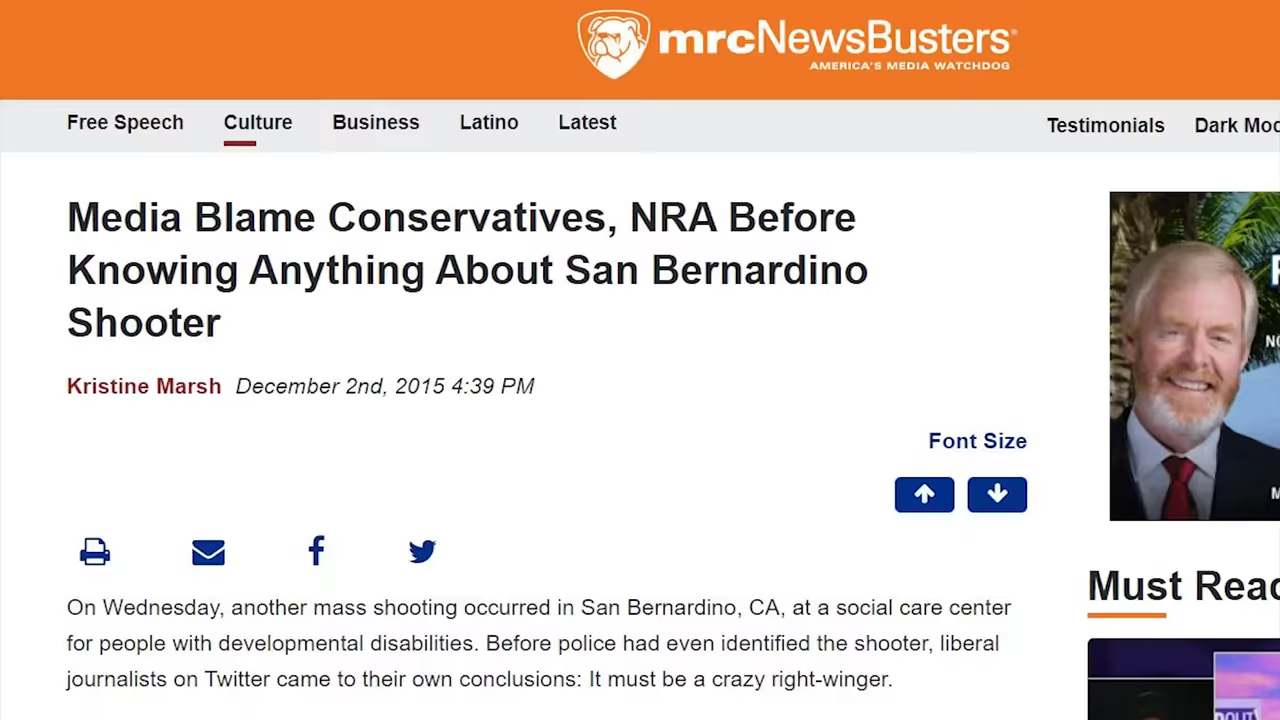 mrcNewsBusters®
AMERICA'S MEDIA WATCHDOG
Free Speech Culture Business Latino Latest Testimonials Dark
Media Blame Conservatives, NRA Before
Knowing Anything About San Bernardino
Shooter
Kristine Marsh December 2nd, 2015 4:39 PM
Font Size
On Wednesday, another mass shooting occurred in San Bernardino, CA, at a social care center
for people with developmental disabilities. Before police had even identified the shooter, liberal
journalists on Twitter came to their own conclusions: It must be a crazy right-winger.
Must